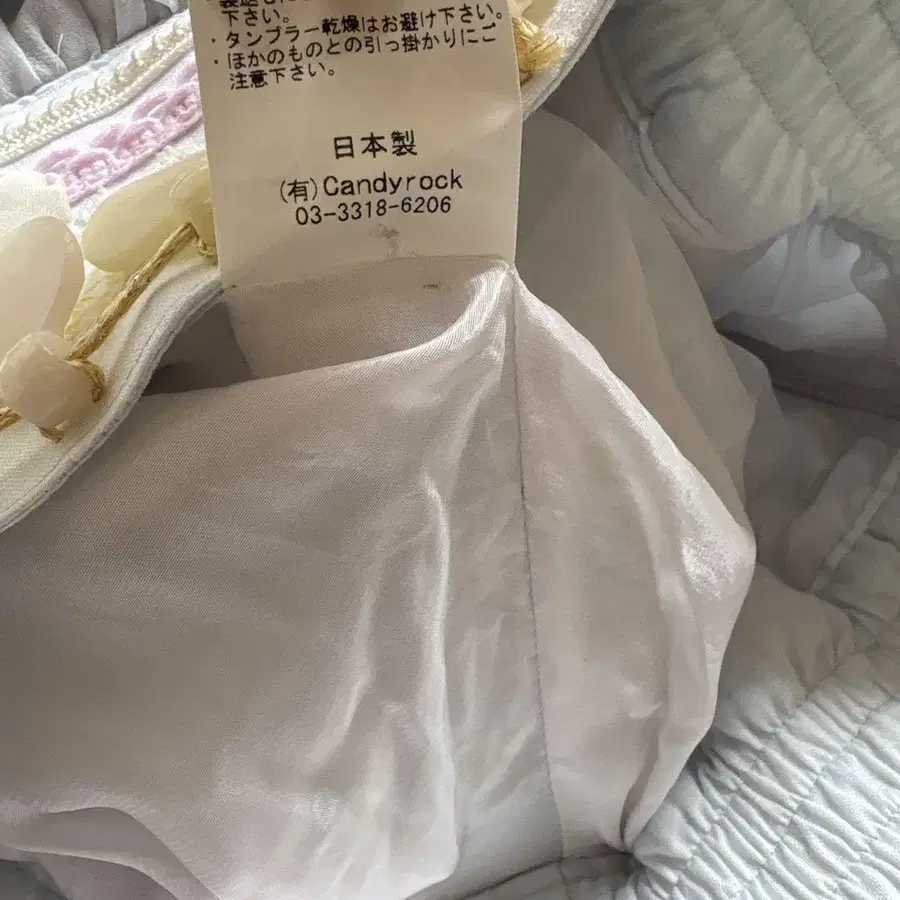 下さい。
・タンブラー乾燥はお避け下さい。
・ほかのものとの引っ掛かりにご
注意下さい。
日本製
(有)Candyrock
03-3318-6206